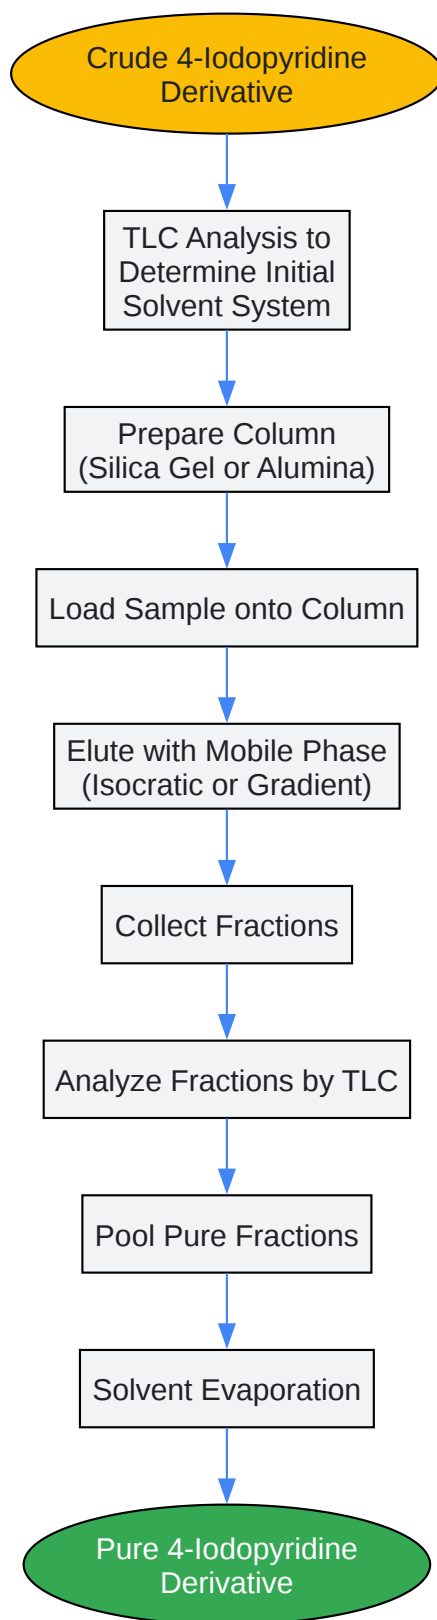 Crude 4-Iodopyridine
Derivative
TLC Analysis to
Determine Initial
Solvent System
Prepare Column
(Silica Gel or Alumina)
Load Sample onto Column
Elute with Mobile Phase
(Isocratic or Gradient)
Collect Fractions
Analyze Fractions by TLC
Pool Pure Fractions
Solvent Evaporation
Pure 4-Iodopyridine
Derivative